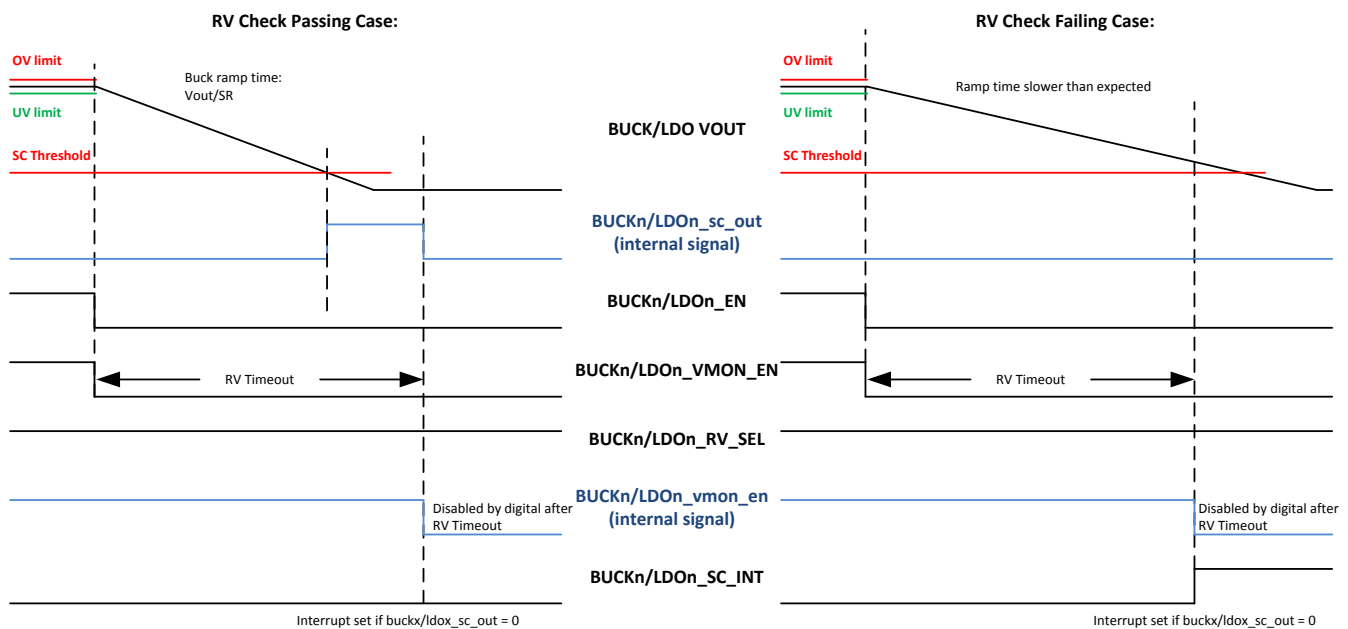 RV Check Passing Case:
RV Check Failing Case:
OV limit
Buck ramp time:
Vout/SR
UV limit
SC Threshold
OV limit
Ramp time slower than expected
UV limit
SC Threshold
BUCK/LDO VOUT
BUCKn/LDOn_sc_out
(internal signal)
BUCKn/LDOn_EN
BUCKn/LDOn_VMON_EN
RV Timeout
RV Timeout
BUCKn/LDOn_RV_SEL
BUCKn/LDOn_vmon_en
(internal signal)
Disabled by digital after
RV Timeout
Disabled by digital after
RV Timeout
BUCKn/LDOn_SC_INT
Interrupt set if buckx/ldox_sc_out = 0
Interrupt set if buckx/ldox_sc_out = 0